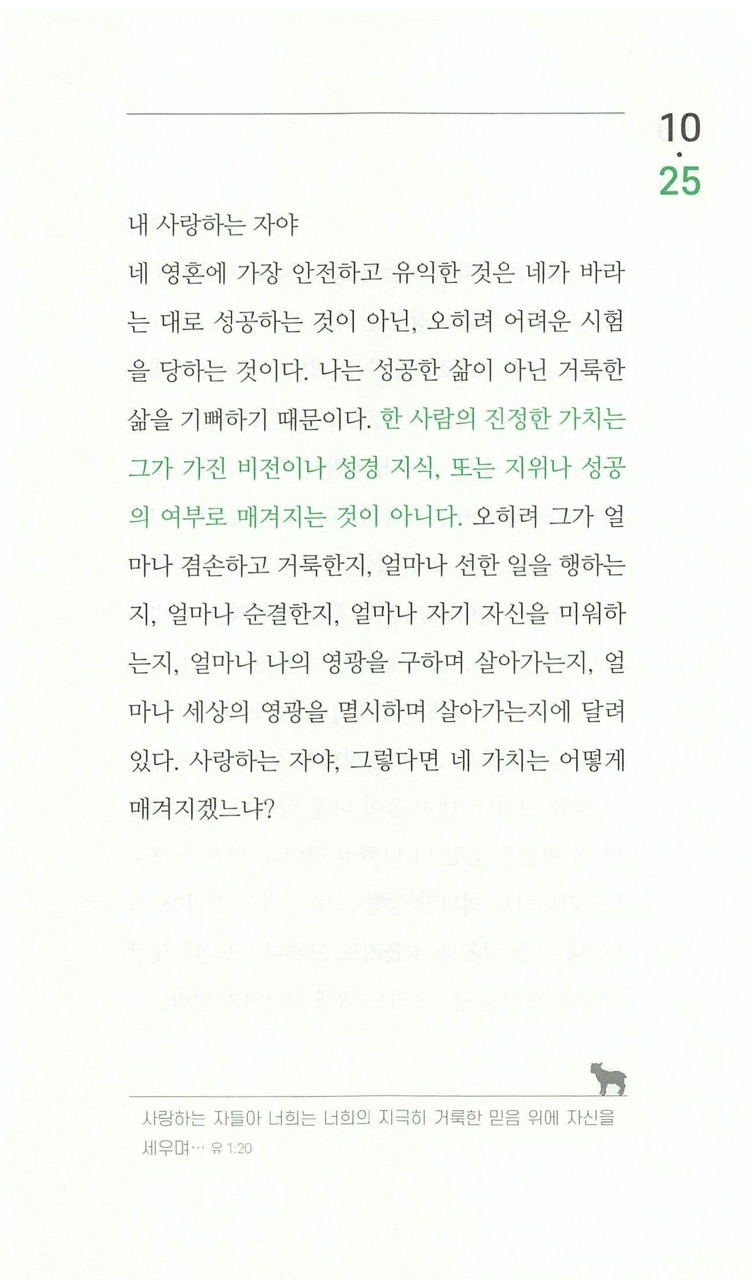 10
·
25
내 사랑하는 자야
네 영혼에 가장 안전하고 유익한 것은 네가 바라
는 대로 성공하는 것이 아닌, 오히려 어려운 시험
을 당하는 것이다. 나는 성공한 삶이 아닌 거룩한
삶을 기뻐하기 때문이다. 한 사람의 진정한 가치는
그가 가진 비전이나 성경 지식, 또는 지위나 성공
의 여부로 매겨지는 것이 아니다. 오히려 그가 얼
마나 겸손하고 거룩한지, 얼마나 선한 일을 행하는
지, 얼마나 순결한지, 얼마나 자기 자신을 미워하
는지, 얼마나 나의 영광을 구하며 살아가는지, 얼
마나 세상의 영광을 멸시하며 살아가는지에 달려
있다. 사랑하는 자야, 그렇다면 네 가치는 어떻게
매겨지겠느냐?
사랑하는 자들아 너희는 너희의 지극히 거룩한 믿음 위에 자신을
세우며… 유 1:20